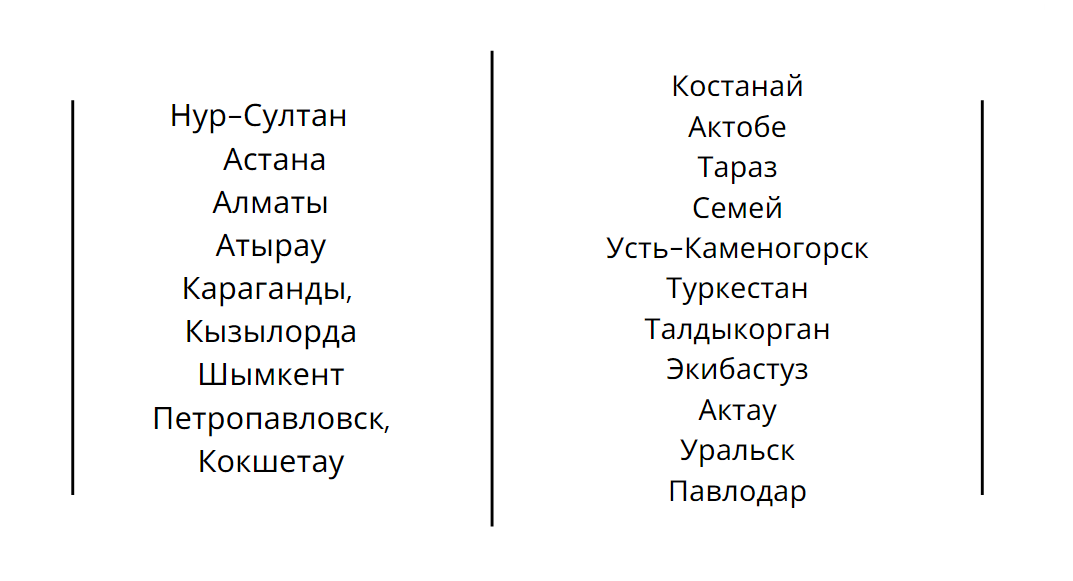 Нур-Султан
Астана
Алматы
Атырау
Караганды,
Кызылорда
Шымкент
Петропавловск,
Кокшетау
Костанай
Актобе
Тараз
Семей
Усть-Каменогорск
Туркестан
Талдыкорган
Экибастуз
Актау
Уральск
Павлодар